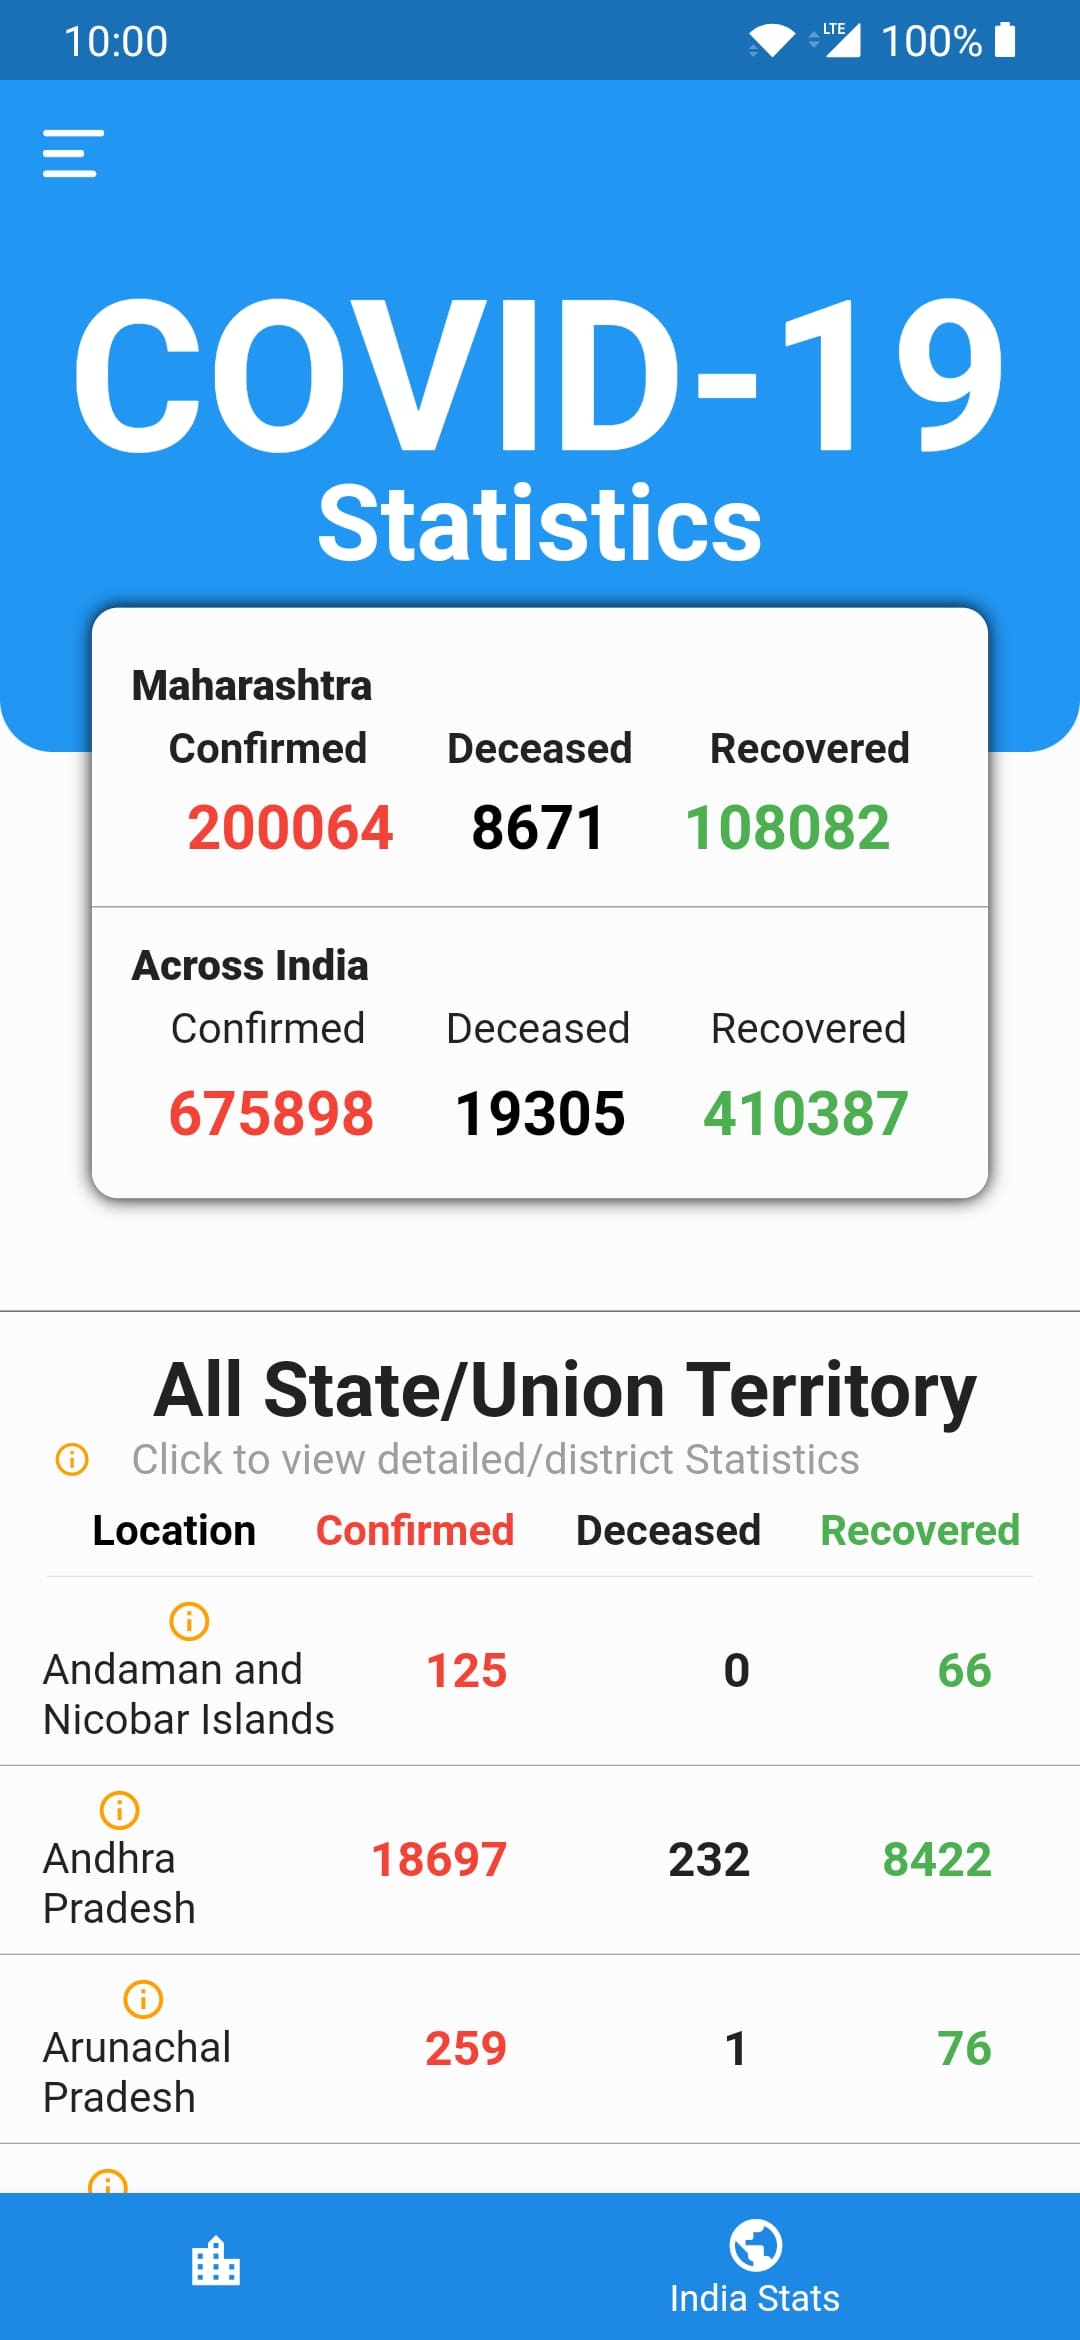 10:00 LTE 100%
COVID-19
Statistics
Maharashtra
Confirmed Deceased Recovered
200064 8671 108082
Across India
Confirmed Deceased Recovered
675898 19305 410387
All State/Union Territory
Click to view detailed/district Statistics
Location Confirmed Deceased Recovered
Andaman and
Nicobar Islands 125 0 66
Andhra
Pradesh 18697 232 8422
Arunachal
Pradesh 259 1 76
India Stats